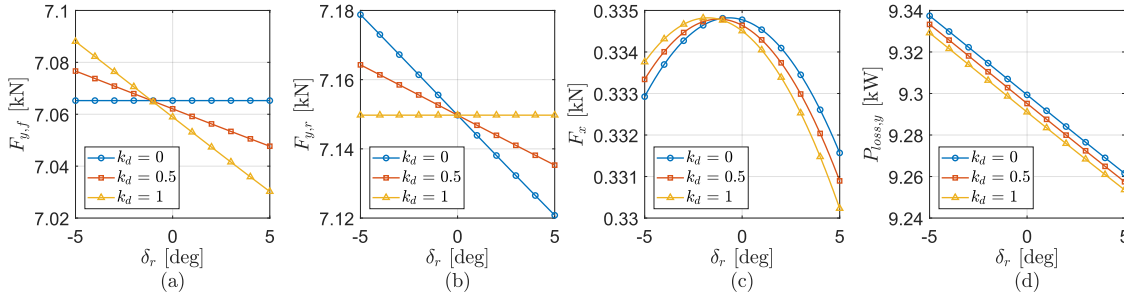 7.1
7.08
7.06
7.04
7.02
F_{y,f} [kN]
k_d = 0
k_d = 0.5
k_d = 1
-5 0 5
δ_r [deg]
(a)
7.18
7.16
7.14
7.12
F_{y,r} [kN]
k_d = 0
k_d = 0.5
k_d = 1
-5 0 5
δ_r [deg]
(b)
0.335
0.334
0.333
0.332
0.331
0.33
F_x [kN]
k_d = 0
k_d = 0.5
k_d = 1
-5 0 5
δ_r [deg]
(c)
9.34
9.32
9.3
9.28
9.26
9.24
P_{loss,y} [kW]
k_d = 0
k_d = 0.5
k_d = 1
-5 0 5
δ_r [deg]
(d)